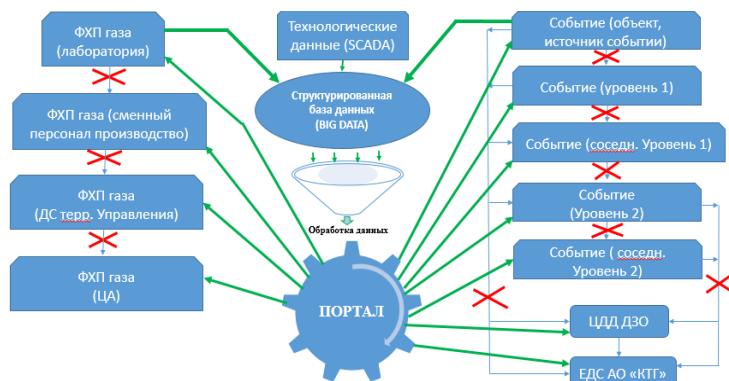 ФХП газа
(лаборатория)
ФХП газа (сменный
персонал производство)
ФХП газа
(ДС терр. Управления)
ФХП газа
(ЦА)
Технологические
данные (SCADA)
Структурированная
база данных
(BIG DATA)
Обработка данных
ПОРТАЛ
Событие (объект,
источник событии)
Событие (уровень 1)
Событие (соседн. Уровень 1)
Событие
(Уровень 2)
Событие ( соседн.
Уровень 2)
ЦДД ДЗО
ЕДС АО «КТГ»